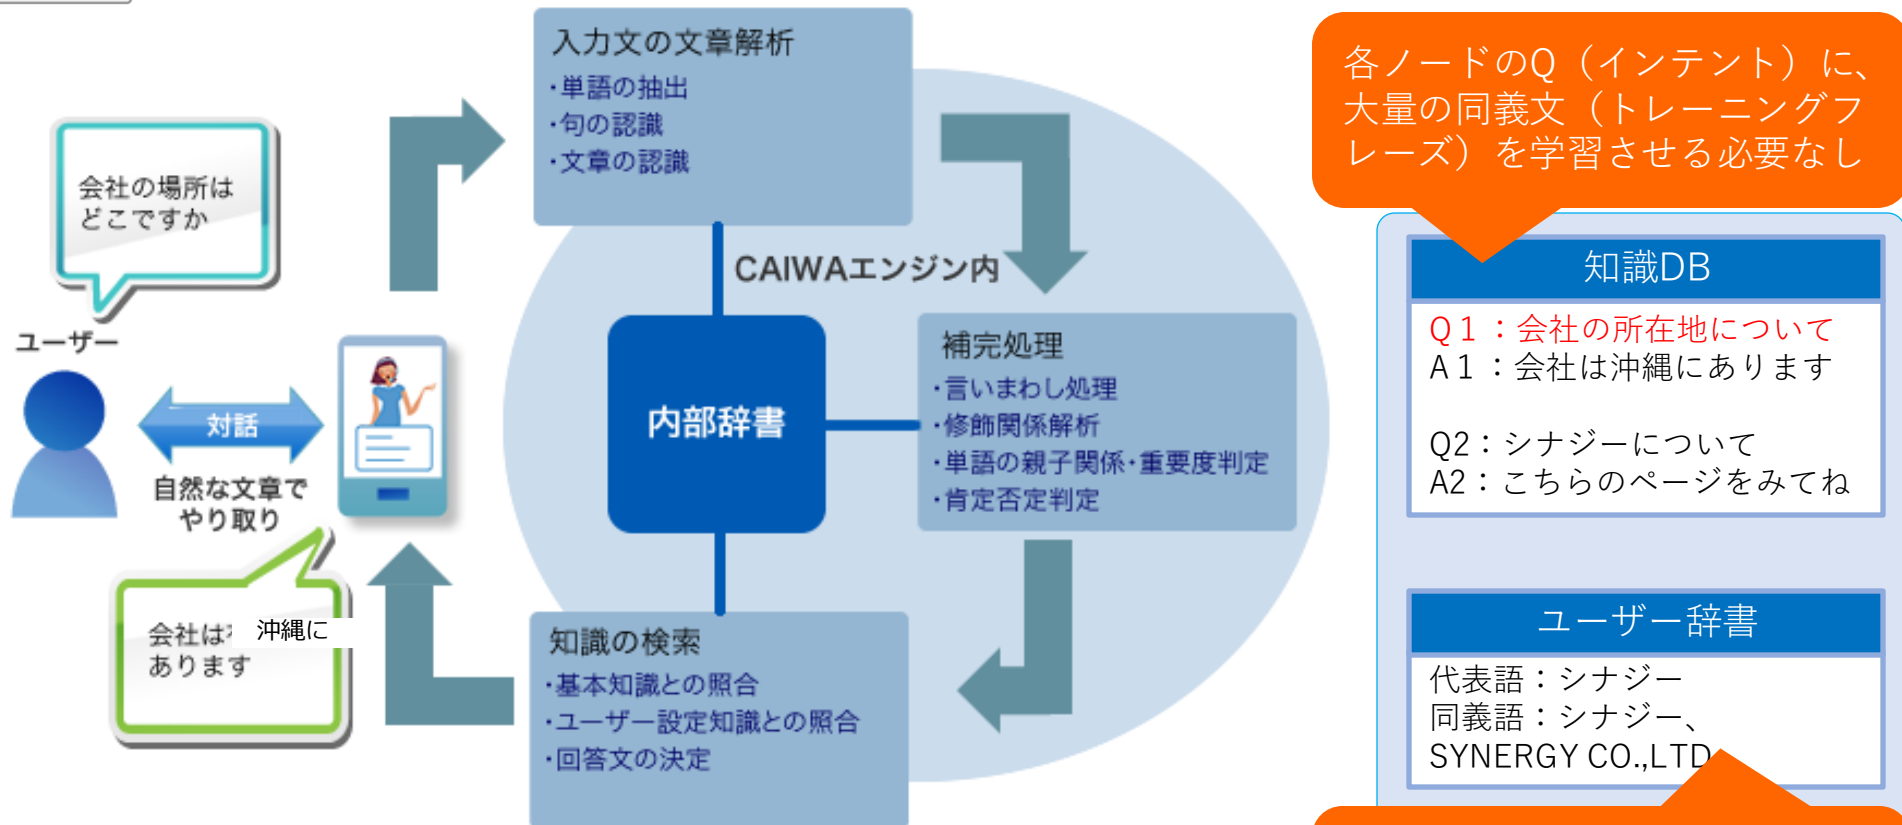 会社の場所は
どこですか
ユーザー
対話
自然な文章で
やり取り
会社は
沖縄に
あります
入力文の文章解析
・単語の抽出
・句の認識
・文章の認識
CAIWAエンジン内
内部辞書
補完処理
・言いまわし処理
・修飾関係解析
・単語の親子関係・重要度判定
・肯定否定判定
知識の検索
・基本知識との照合
・ユーザー設定知識との照合
・回答文の決定
各ノードのQ（インテント）に、
大量の同義文（トレーニングフ
レーズ）を学習させる必要なし
知識DB
Q１：会社の所在地について
A１：会社は沖縄にあります
Q2：シナジーについて
A2：こちらのページをみてね
ユーザー辞書
代表語：シナジー
同義語：シナジー、
SYNERGY CO.,LTD